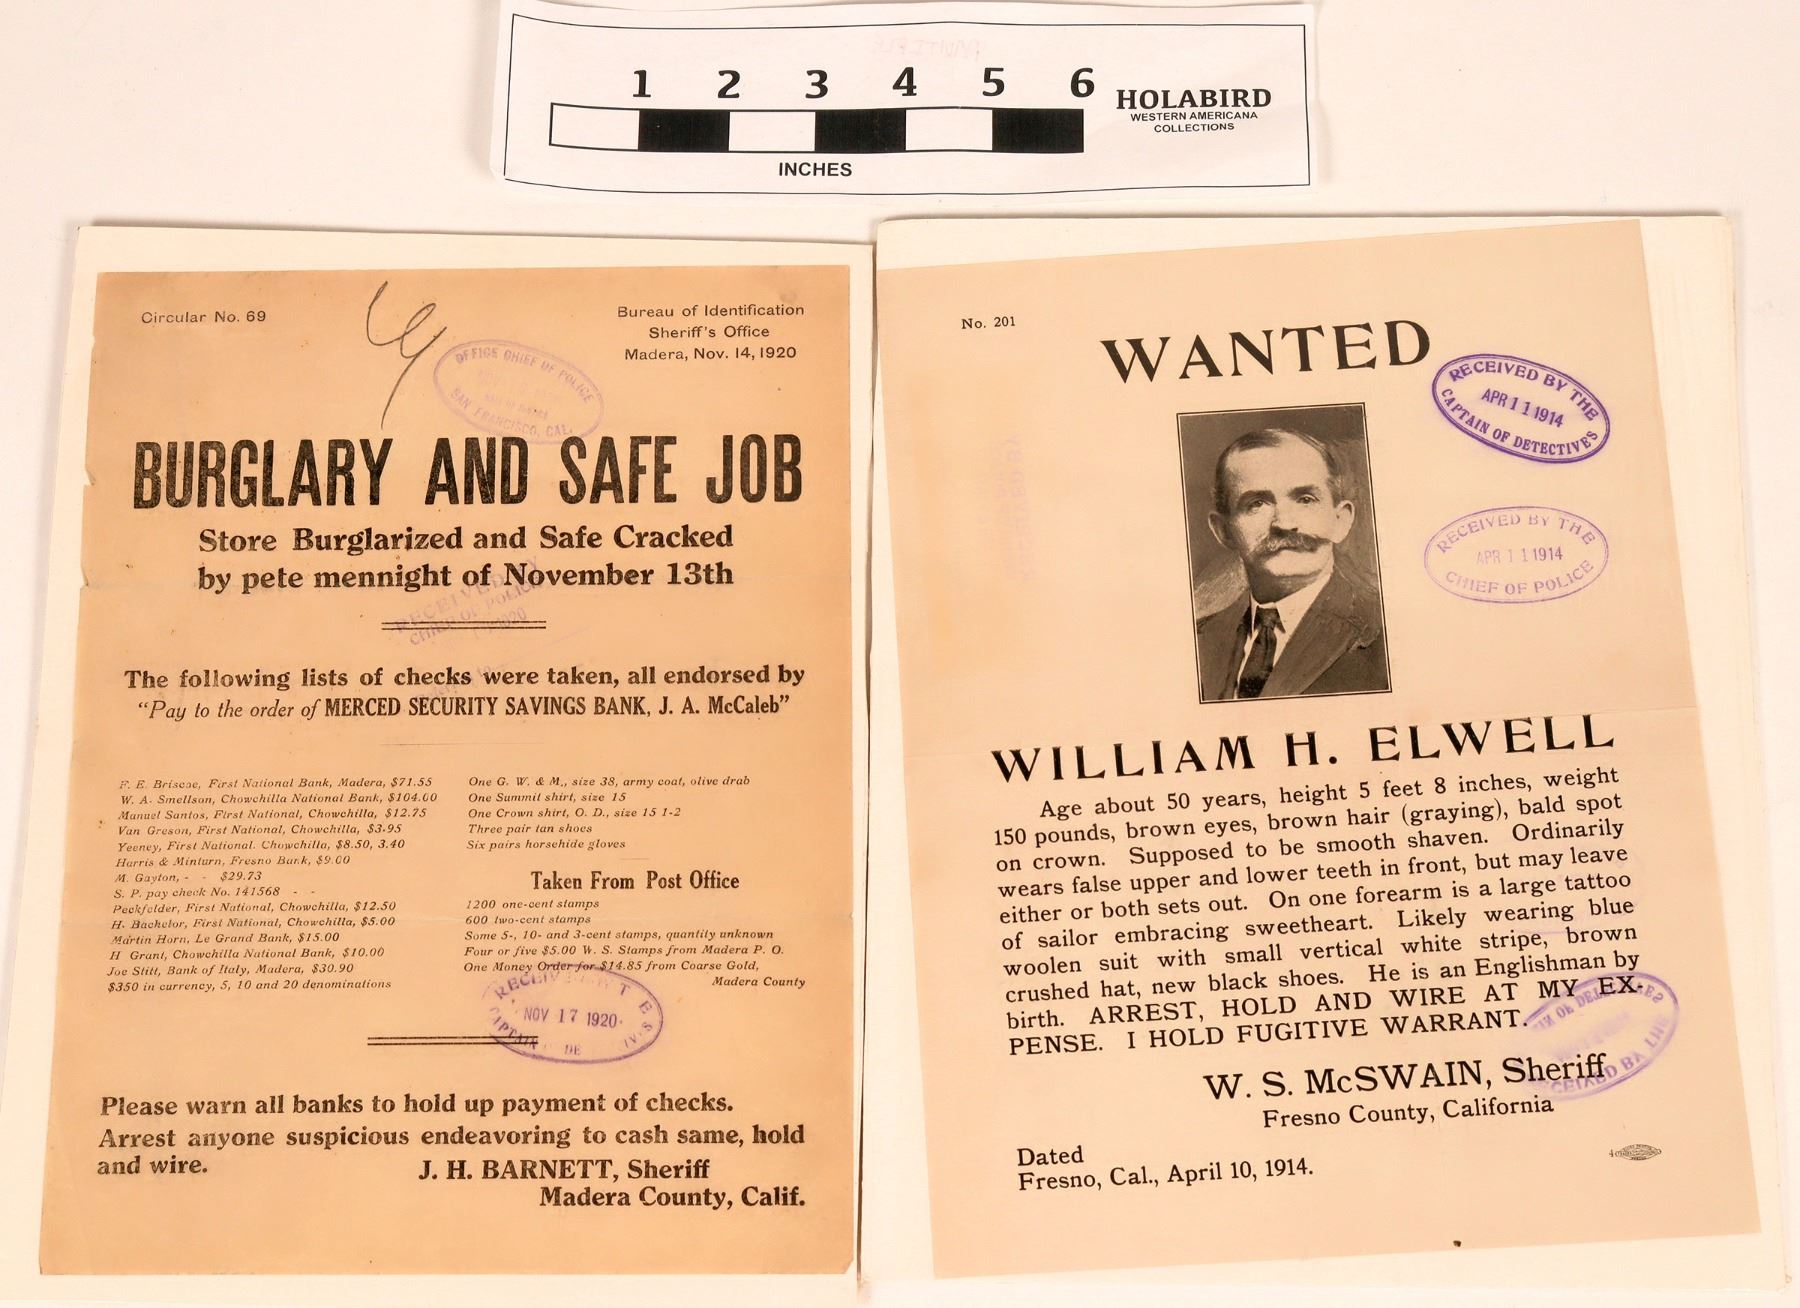 1 2 3 4 5 6
HOLABIRD
WESTERN AMERICANA
COLLECTIONS
INCHES
Circular No. 69
Bureau of Identification
Sheriff's Office
Madera, Nov. 14, 1920
OFFICE CHIEF OF POLICE
SAN FRANCISCO, CAL.
BURGLARY AND SAFE JOB
Store Burglarized and Safe Cracked
by pete mennight of November 13th
RECEIVED BY
CHIEF OF POLICE
1920
The following lists of checks were taken, all endorsed by
"Pay to the order of MERCED SECURITY SAVINGS BANK, J. A. McCaleb"
F. E. Briscoe, First National Bank, Madera, $71.55
W. A. Smellson, Chowchilla National Bank, $104.00
Manuel Santos, First National, Chowchilla, $12.75
Van Greson, First National, Chowchilla, $3.95
Yeeney, First National. Chowchilla, $8.50, 3.40
Harris & Minturn, Fresno Bank, $9.00
M. Gayton, - - $29.73
S. P. pay check No. 141568 - -
Peckfelder, First National, Chowchilla, $12.50
H. Bachelor, First National, Chowchilla, $5.00
Martin Horn, Le Grand Bank, $15.00
H Grant, Chowchilla National Bank, $10.00
Joe Stitt, Bank of Italy, Madera, $30.90
$350 in currency, 5, 10 and 20 denominations
One G. W. & M., size 38, army coat, olive drab
One Summit shirt, size 15
One Crown shirt, O. D., size 15 1-2
Three pair tan shoes
Six pairs horsehide gloves
Taken From Post Office
1200 one-cent stamps
600 two-cent stamps
Some 5-, 10- and 3-cent stamps, quantily unknown
Four or five $5.00 W. S. Stamps from Madera P. O.
One Money Order for $14.85 from Coarse Gold,
Madera County
NOV 17 1920
Please warn all banks to hold up payment of checks.
Arrest anyone suspicious endeavoring to cash same, hold
and wire.
J. H. BARNETT, Sheriff
Madera County, Calif.
No. 201
WANTED
RECEIVED BY THE
APR 11 1914
CAPTAIN OF DETECTIVES
RECEIVED BY THE
APR 11 1914
CHIEF OF POLICE
WILLIAM H. ELWELL
Age about 50 years, height 5 feet 8 inches, weight
150 pounds, brown eyes, brown hair (graying), bald spot
on crown. Supposed to be smooth shaven. Ordinarily
wears false upper and lower teeth in front, but may leave
either or both sets out. On one forearm is a large tattoo
of sailor embracing sweetheart. Likely wearing blue
woolen suit with small vertical white stripe, brown
crushed hat, new black shoes. He is an Englishman by
birth. ARREST, HOLD AND WIRE AT MY EX-
PENSE. I HOLD FUGITIVE WARRANT.
W. S. McSWAIN, Sheriff
Fresno County, California
Dated
Fresno, Cal., April 10, 1914.